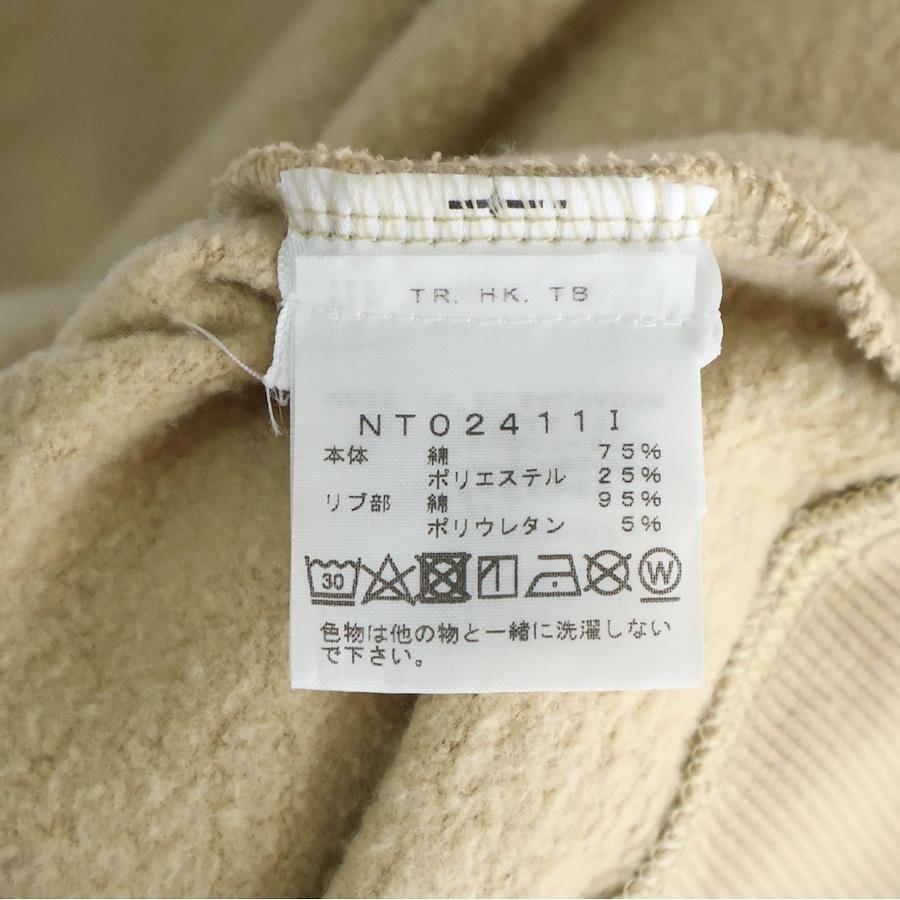 TR. HK. TB
NT02411I
本体 綿 75%
ポリエステル 25%
リブ部 綿 95%
ポリウレタン 5%
30 W
色物は他の物と一緒に洗濯しない
で下さい。